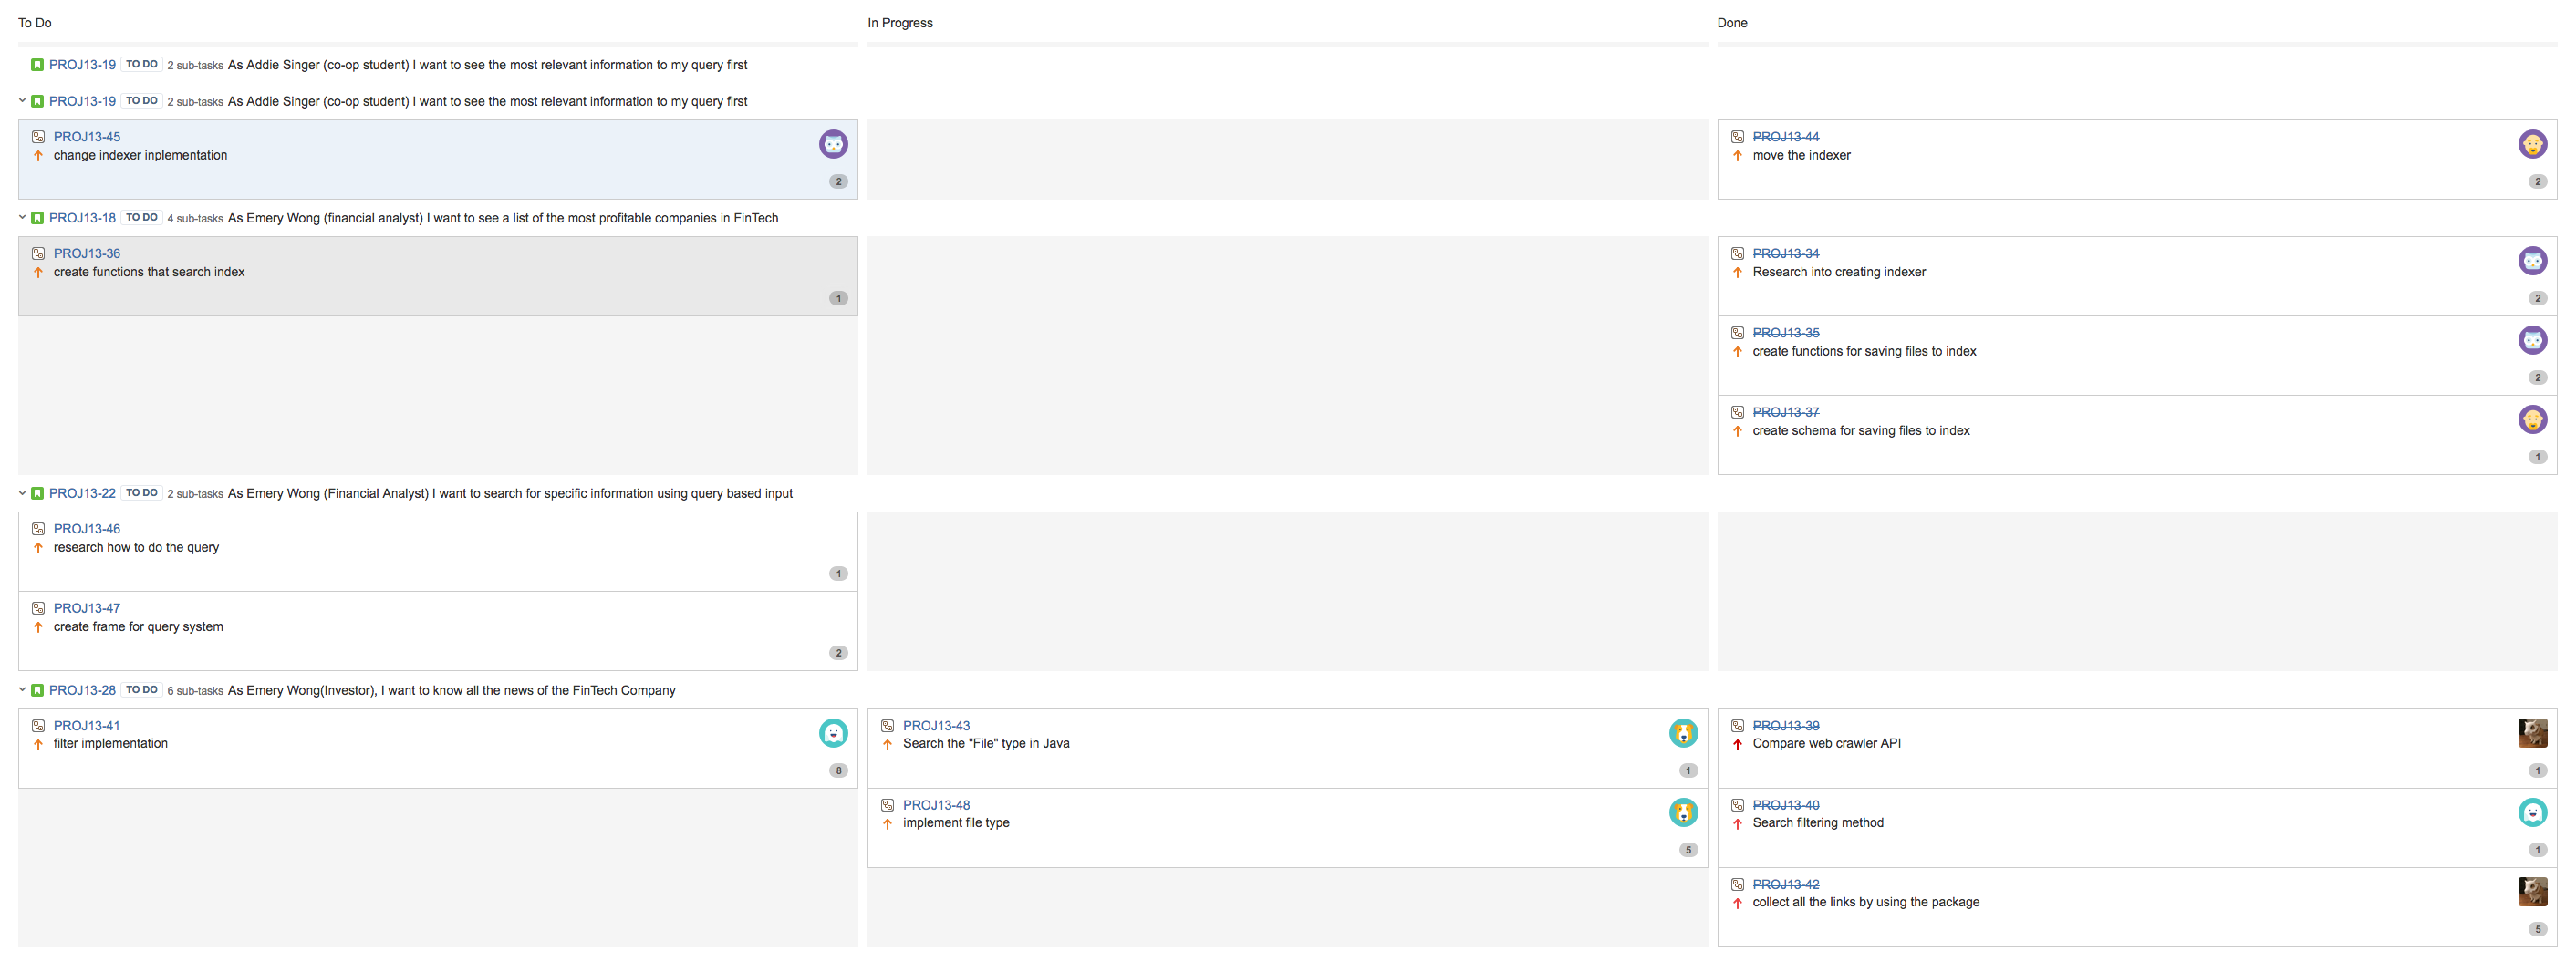 To Do
In Progress
Done
PROJ13-19 TO DO 2 sub-tasks As Addie Singer (co-op student) I want to see the most relevant information to my query first
PROJ13-19 TO DO 2 sub-tasks As Addie Singer (co-op student) I want to see the most relevant information to my query first
PROJ13-45
change indexer inplementation
2
PROJ13-44
move the indexer
2
PROJ13-18 TO DO 4 sub-tasks As Emery Wong (financial analyst) I want to see a list of the most profitable companies in FinTech
PROJ13-36
create functions that search index
1
PROJ13-34
Research into creating indexer
2
PROJ13-35
create functions for saving files to index
2
PROJ13-37
create schema for saving files to index
1
PROJ13-22 TO DO 2 sub-tasks As Emery Wong (Financial Analyst) I want to search for specific information using query based input
PROJ13-46
research how to do the query
1
PROJ13-47
create frame for query system
2
PROJ13-28 TO DO 6 sub-tasks As Emery Wong(Investor), I want to know all the news of the FinTech Company
PROJ13-41
filter implementation
8
PROJ13-43
Search the "File" type in Java
1
PROJ13-48
implement file type
5
PROJ13-39
Compare web crawler API
1
PROJ13-40
Search filtering method
1
PROJ13-42
collect all the links by using the package
5